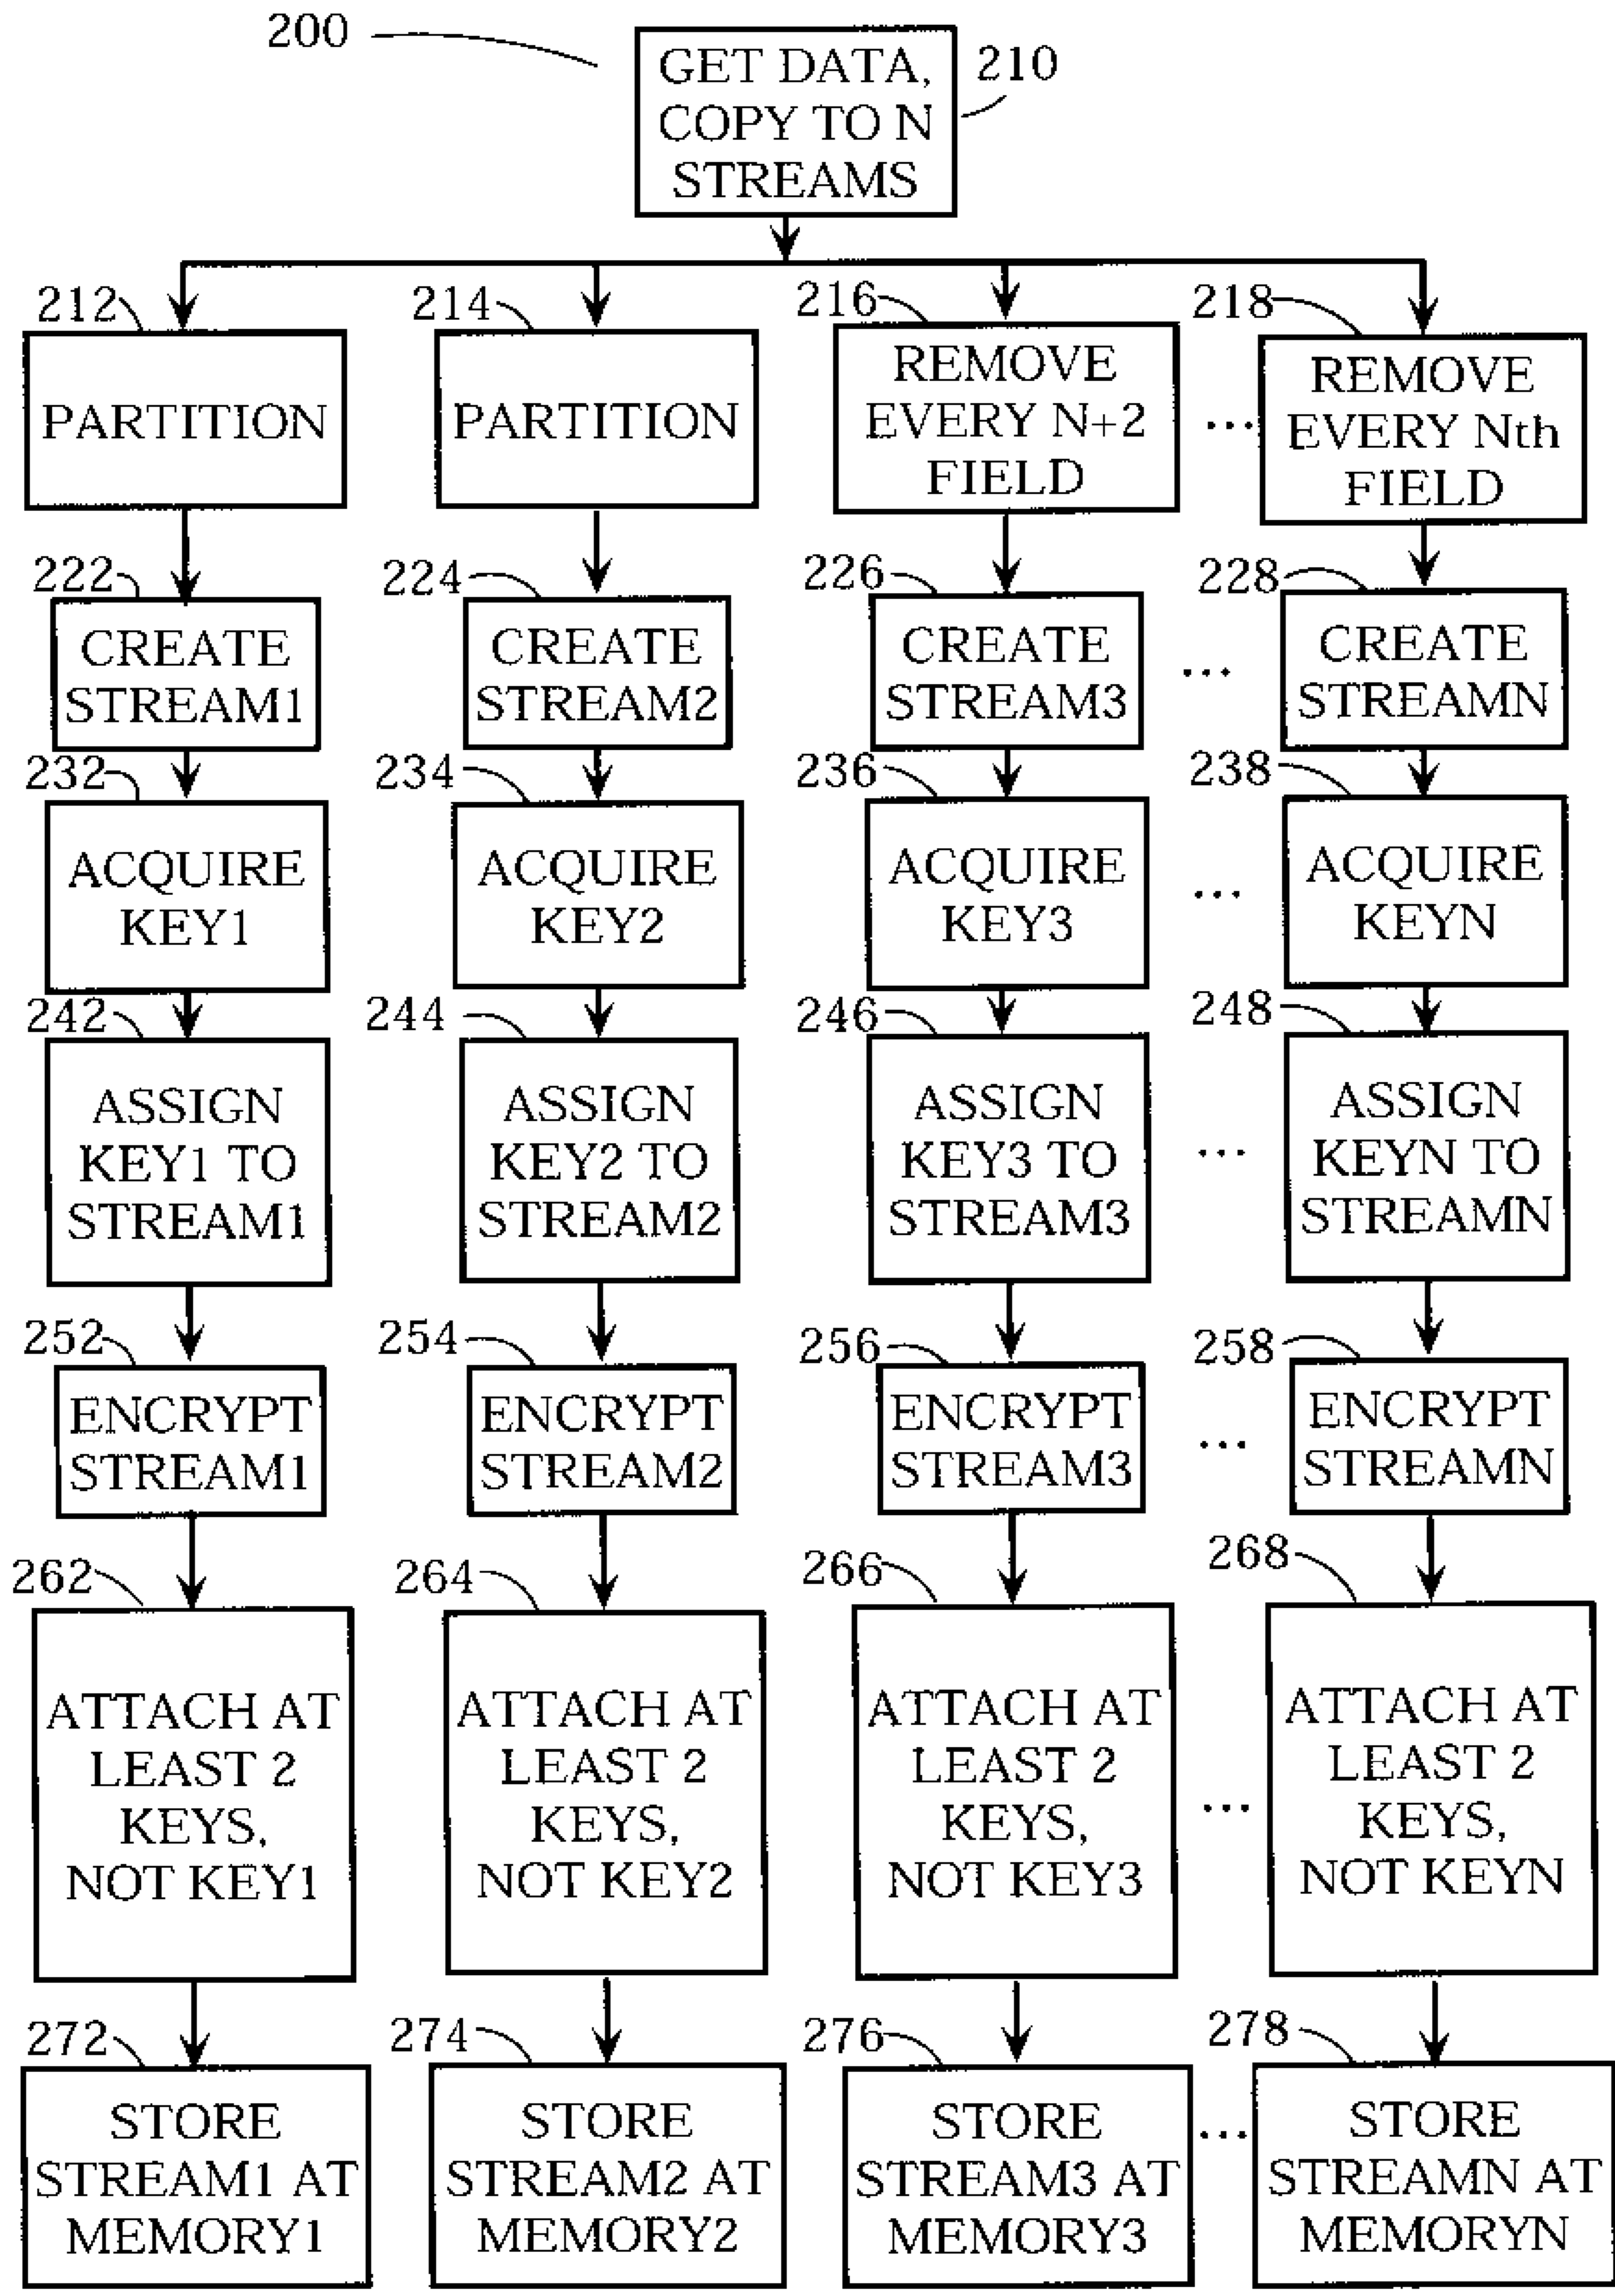 200
GET DATA,
COPY TO N
STREAMS
210
212
214
216
218
PARTITION
PARTITION
REMOVE
EVERY N+2
FIELD
...
REMOVE
EVERY Nth
FIELD
222
224
226
228
CREATE
STREAM1
CREATE
STREAM2
CREATE
STREAM3
...
CREATE
STREAMN
232
234
236
238
ACQUIRE
KEY1
ACQUIRE
KEY2
ACQUIRE
KEY3
...
ACQUIRE
KEYN
242
244
246
248
ASSIGN
KEY1 TO
STREAM1
ASSIGN
KEY2 TO
STREAM2
ASSIGN
KEY3 TO
STREAM3
...
ASSIGN
KEYN TO
STREAMN
252
254
256
258
ENCRYPT
STREAM1
ENCRYPT
STREAM2
ENCRYPT
STREAM3
...
ENCRYPT
STREAMN
262
264
266
268
ATTACH AT
LEAST 2
KEYS,
NOT KEY1
ATTACH AT
LEAST 2
KEYS,
NOT KEY2
ATTACH AT
LEAST 2
KEYS,
NOT KEY3
...
ATTACH AT
LEAST 2
KEYS,
NOT KEYN
272
274
276
278
STORE
STREAM1 AT
MEMORY1
STORE
STREAM2 AT
MEMORY2
STORE
STREAM3 AT
MEMORY3
...
STORE
STREAMN AT
MEMORYN